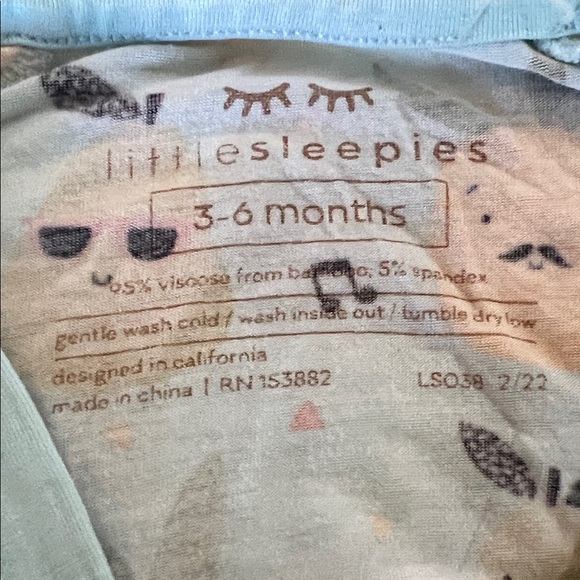 littlesleepies
3-6 months
95% viscose from bamboo, 5% spandex
gentle wash cold / wash inside out / tumble dry low
designed in california
made in china | RN 153882 LS038 2/22